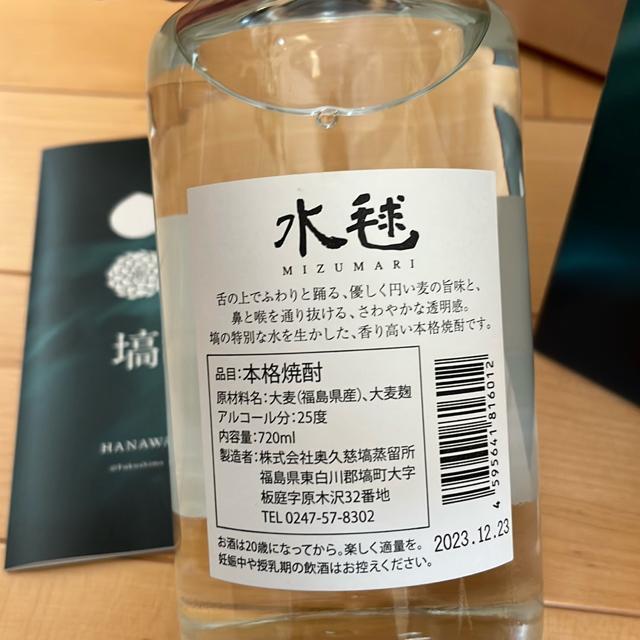 水毬
MIZUMARI
舌の上でふわりと踊る、優しく円い麦の旨味と、
鼻と喉を通り抜ける、さわやかな透明感。
塙の特別な水を生かした、香り高い本格焼酎です。
品目:本格焼酎
原材料名:大麦(福島県産)、大麦麹
アルコール分:25度
内容量:720ml
製造者:株式会社奥久慈塙蒸留所
福島県東白川郡塙町大字
板庭字原木沢32番地
TEL 0247-57-8302
お酒は20歳になってから。楽しく適量を。
妊娠中や授乳期の飲酒はお控えください。
4 595641 816012
2023.12.23
塙
HANAWA
@Fukushima